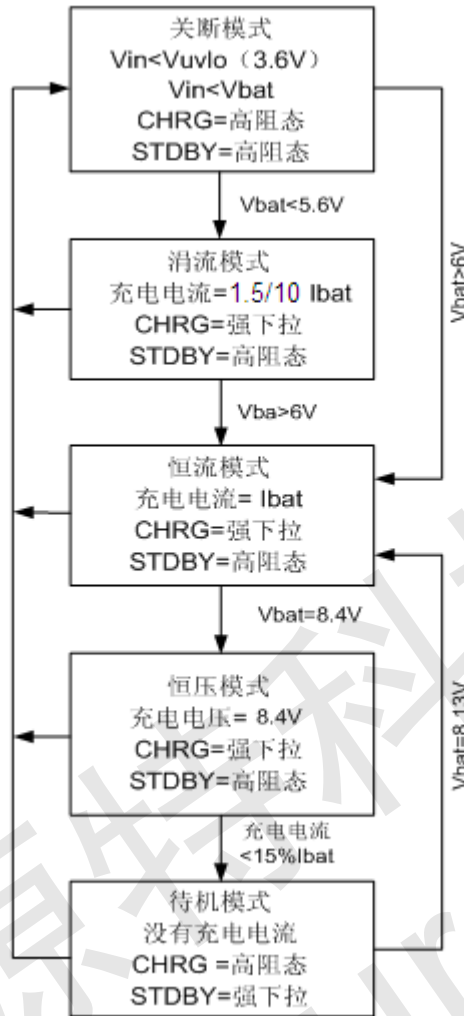 关断模式
Vin<Vuvlo（3.6V）
Vin<Vbat
CHRG=高阻态
STDBY=高阻态
Vbat<5.6V
Vbat>6V
涓流模式
充电电流=1.5/10 Ibat
CHRG=强下拉
STDBY=高阻态
Vba>6V
恒流模式
充电电流= Ibat
CHRG=强下拉
STDBY=高阻态
Vbat=8.4V
Vbat=8.13V
恒压模式
充电电压= 8.4V
CHRG=强下拉
STDBY=高阻态
充电电流
<15%Ibat
待机模式
没有充电电流
CHRG =高阻态
STDBY=强下拉
源特科